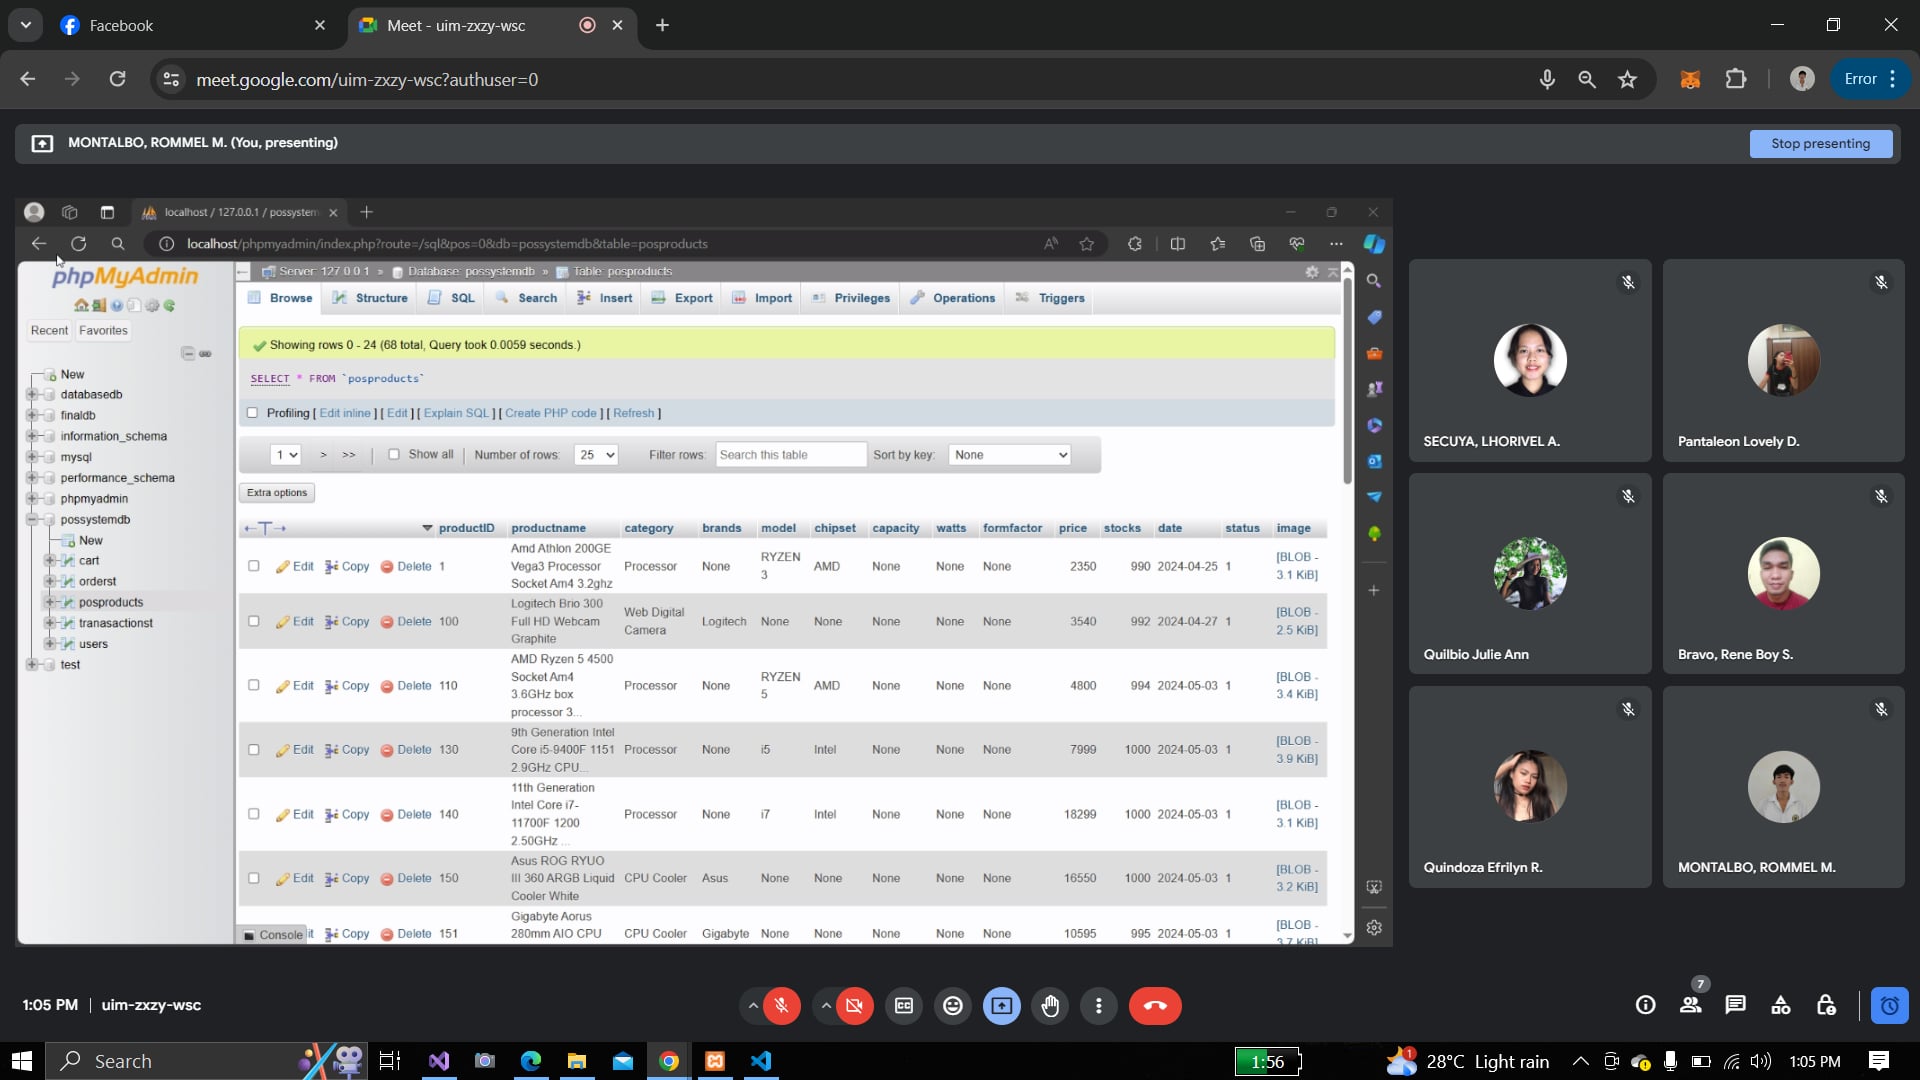 Facebook
Meet - uim-zxzy-wsc
meet.google.com/uim-zxzy-wsc?authuser=0
Error
MONTALBO, ROMMEL M. (You, presenting)
Stop presenting
localhost / 127.0.0.1 / possystem
localhost/phpmyadmin/index.php?route=/sql&pos=0&db=possystemdb&table=posproducts
phpMyAdmin
Recent Favorites
New
databasedb
finaldb
information_schema
mysql
performance_schema
phpmyadmin
possystemdb
New
cart
orderst
posproducts
tranasactionst
users
test
Server: 127.0.0.1 » Database: possystemdb » Table: posproducts
Browse Structure SQL Search Insert Export Import Privileges Operations Triggers
Showing rows 0 - 24 (68 total, Query took 0.0059 seconds.)
SELECT * FROM `posproducts`
Profiling [ Edit inline ] [ Edit ] [ Explain SQL ] [ Create PHP code ] [ Refresh ]
1 > >> Show all Number of rows: 25 Filter rows: Search this table Sort by key: None
Extra options
productID productname category brands model chipset capacity watts formfactor price stocks date status image
Edit Copy Delete 1 Amd Athlon 200GE Vega3 Processor Socket Am4 3.2ghz Processor None RYZEN 3 AMD None None None 2350 990 2024-04-25 1 [BLOB - 3.1 KiB]
Edit Copy Delete 100 Logitech Brio 300 Full HD Webcam Graphite Web Digital Camera Logitech None None None None None 3540 992 2024-04-27 1 [BLOB - 2.5 KiB]
Edit Copy Delete 110 AMD Ryzen 5 4500 Socket Am4 3.6GHz box processor 3... Processor None RYZEN 5 AMD None None None 4800 994 2024-05-03 1 [BLOB - 3.4 KiB]
Edit Copy Delete 130 9th Generation Intel Core i5-9400F 1151 2.9GHz CPU... Processor None i5 Intel None None None 7999 1000 2024-05-03 1 [BLOB - 3.9 KiB]
Edit Copy Delete 140 11th Generation Intel Core i7-11700F 1200 2.50GHz ... Processor None i7 Intel None None None 18299 1000 2024-05-03 1 [BLOB - 3.1 KiB]
Edit Copy Delete 150 Asus ROG RYUO III 360 ARGB Liquid Cooler White CPU Cooler Asus None None None None None 16550 1000 2024-05-03 1 [BLOB - 3.2 KiB]
it Copy Delete 151 Gigabyte Aorus 280mm AIO CPU CPU Cooler Gigabyte None None None None None 10595 995 2024-05-03 1 [BLOB - 3.7 KiB]
Console
SECUYA, LHORIVEL A.
Pantaleon Lovely D.
Quilbio Julie Ann
Bravo, Rene Boy S.
Quindoza Efrilyn R.
MONTALBO, ROMMEL M.
1:05 PM | uim-zxzy-wsc
CC
7
Search
1:56
1
28°C Light rain
1:05 PM